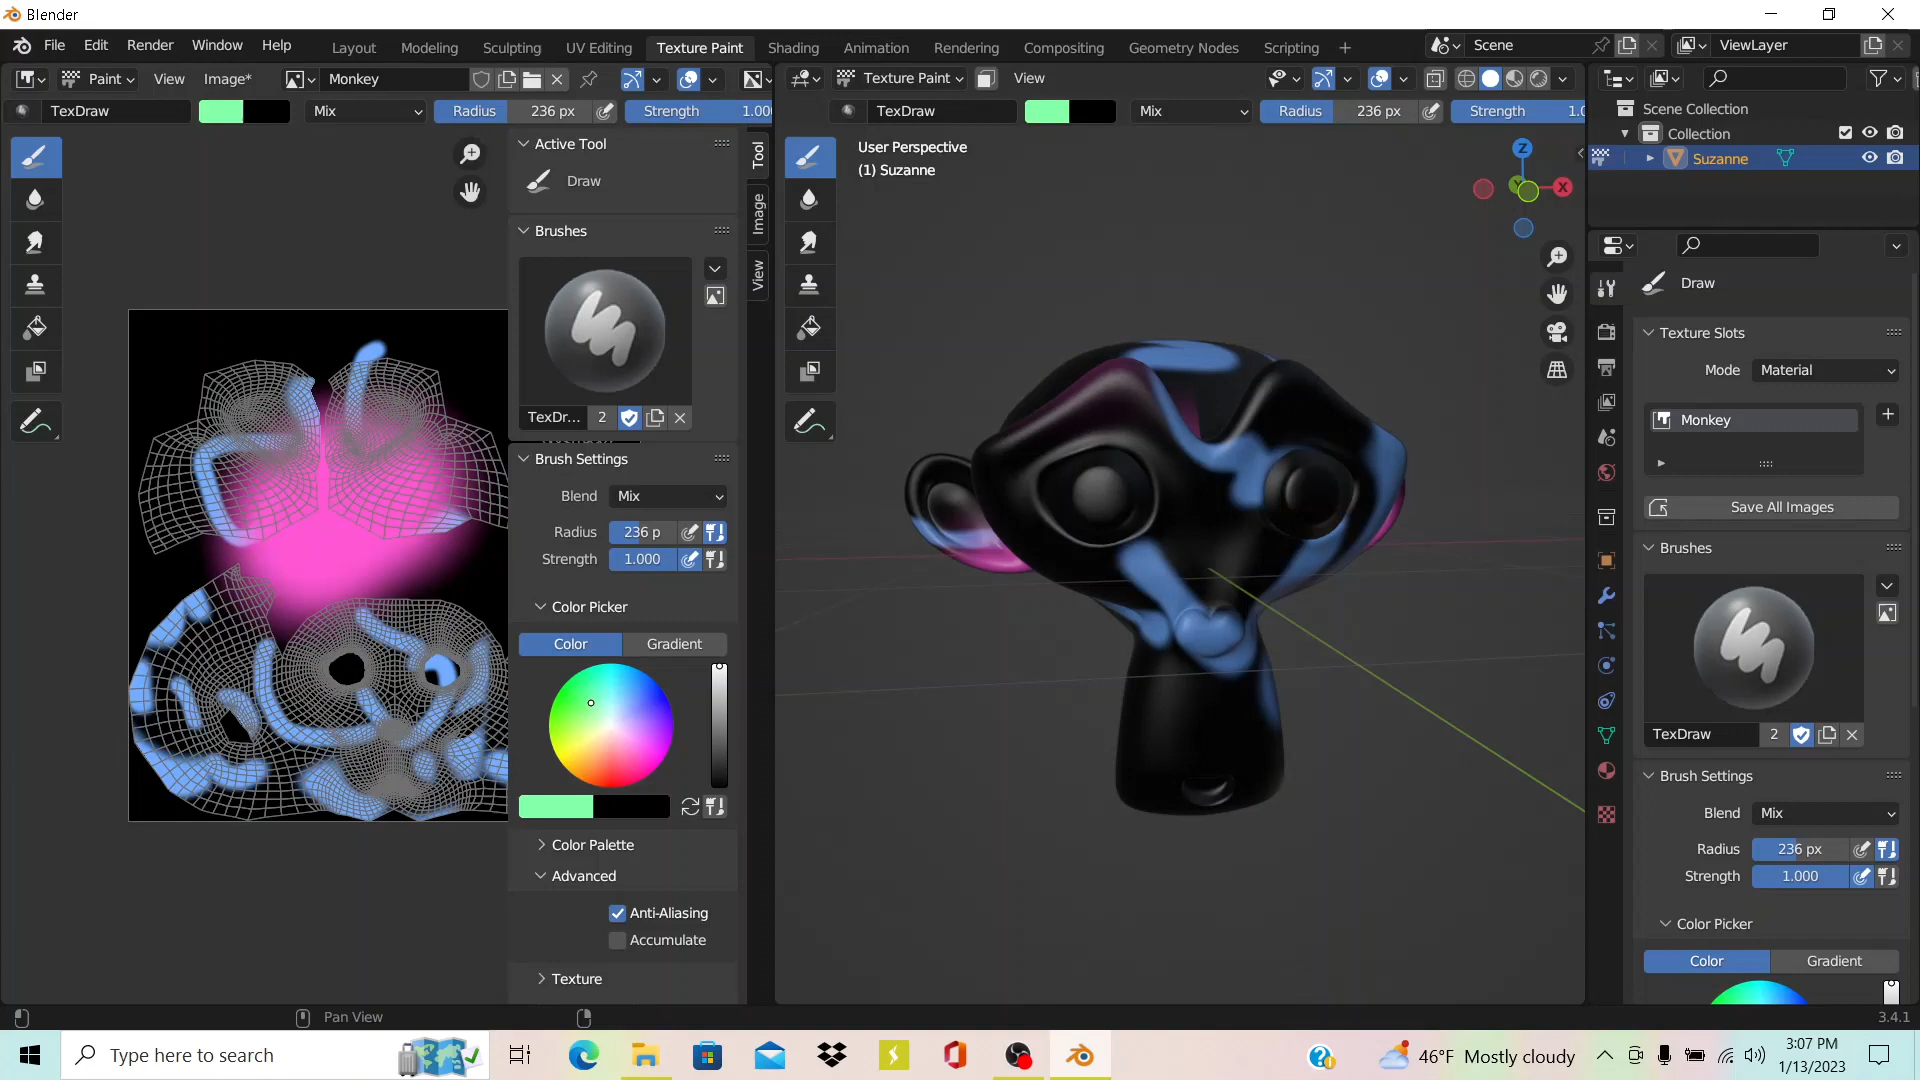 Blender
File Edit Render Window Help Layout Modeling Sculpting UV Editing Texture Paint Shading Animation Rendering Compositing Geometry Nodes Scripting Scene ViewLayer
Paint View Image* Monkey Texture Paint View
TexDraw Mix Radius 236 px Strength 1.000
TexDraw Mix Radius 236 px Strength 1.0
Active Tool
Draw
Brushes
TexDr... 2
Brush Settings
Blend Mix
Radius 236 p
Strength 1.000
Color Picker
Color Gradient
Color Palette
Advanced
Anti-Aliasing
Accumulate
Texture
Tool
Image
View
User Perspective
(1) Suzanne
Z
X
Scene Collection
Collection
Suzanne
Draw
Texture Slots
Mode Material
Monkey
Save All Images
Brushes
TexDraw 2
Brush Settings
Blend Mix
Radius 236 px
Strength 1.000
Color Picker
Color Gradient
Pan View
3.4.1
Type here to search
46°F Mostly cloudy
3:07 PM
1/13/2023